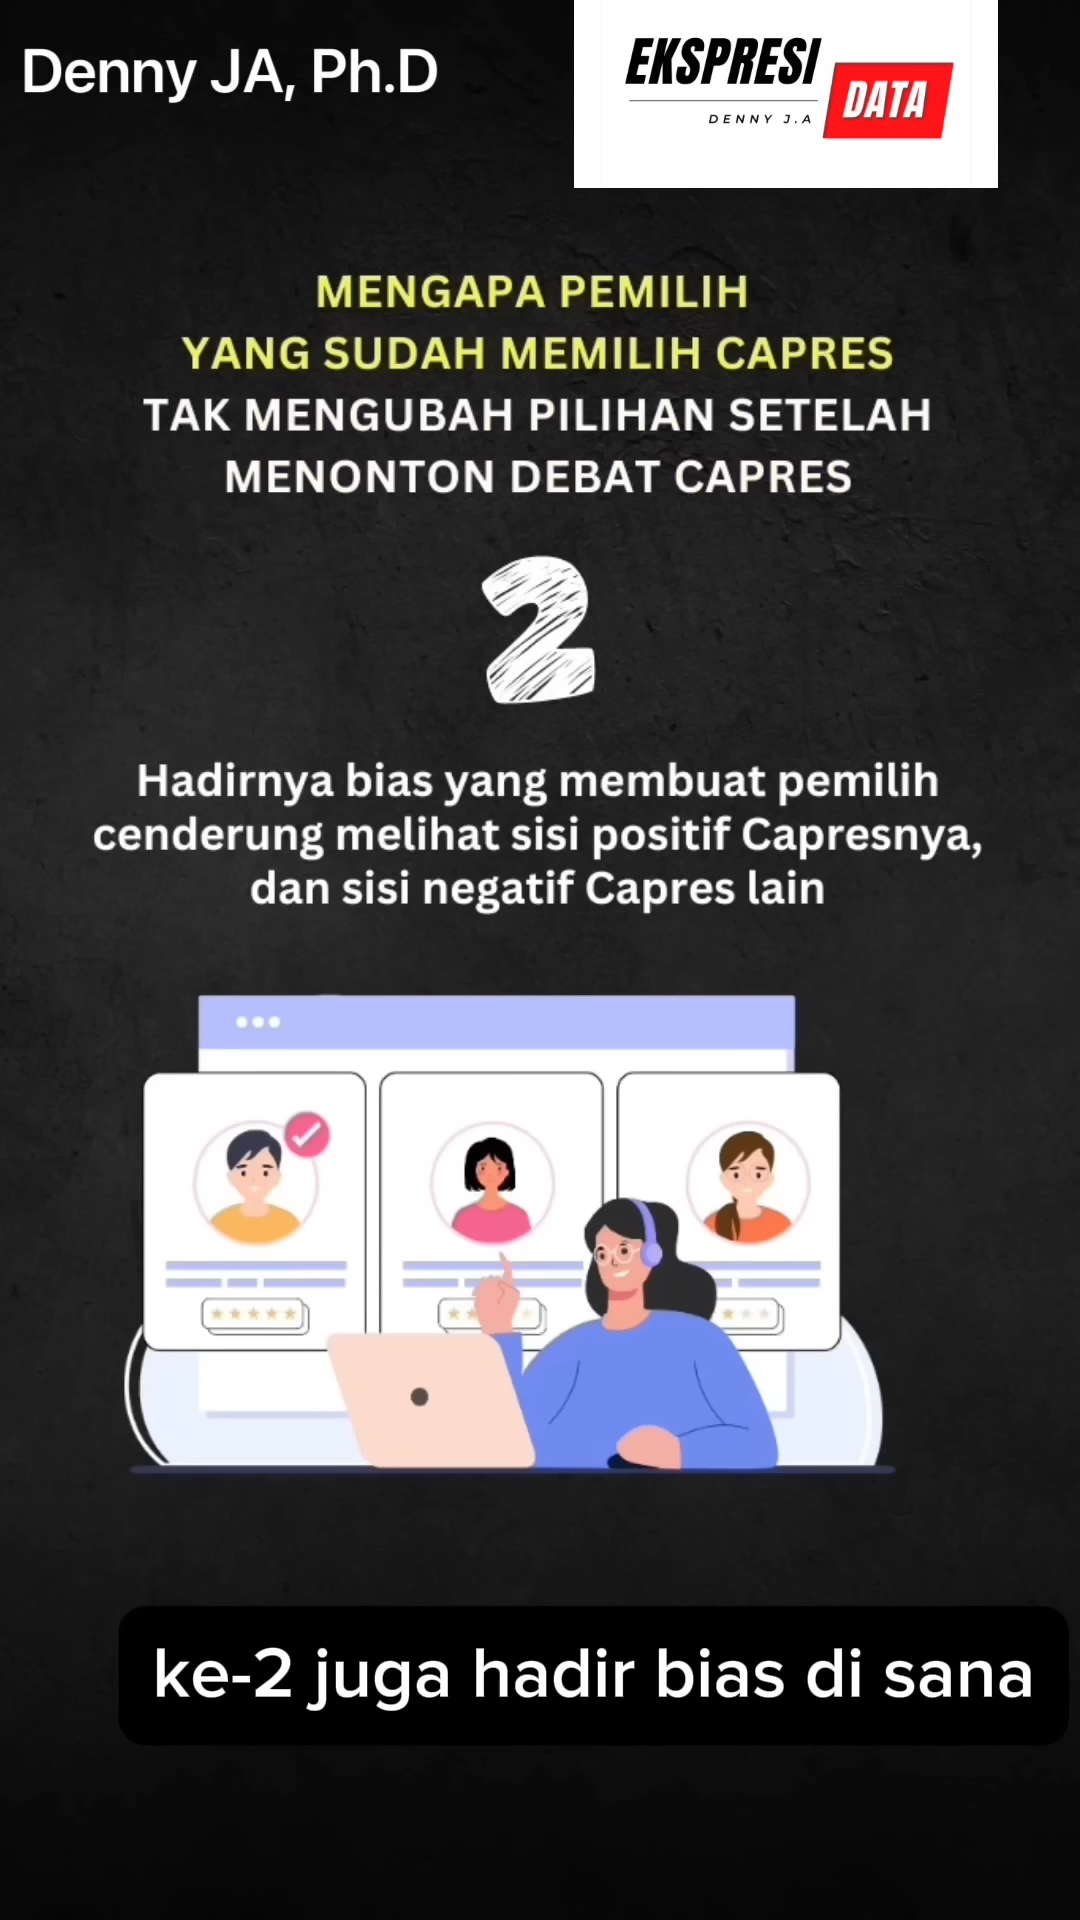 Denny JA, Ph.D
EKSPRESI
DATA
DENNY J.A
MENGAPA PEMILIH
YANG SUDAH MEMILIH CAPRES
TAK MENGUBAH PILIHAN SETELAH
MENONTON DEBAT CAPRES
2
Hadirnya bias yang membuat pemilih
cenderung melihat sisi positif Capresnya,
dan sisi negatif Capres lain
ke-2 juga hadir bias di sana